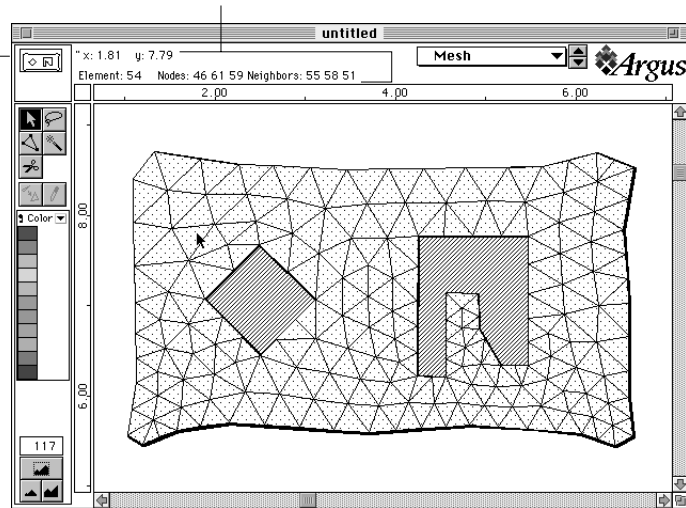 untitled
x: 1.81 y: 7.79
Element: 54 Nodes: 46 61 59 Neighbors: 55 58 51
Mesh
Argus
2.00 4.00 6.00
Color
8.00
6.00
117